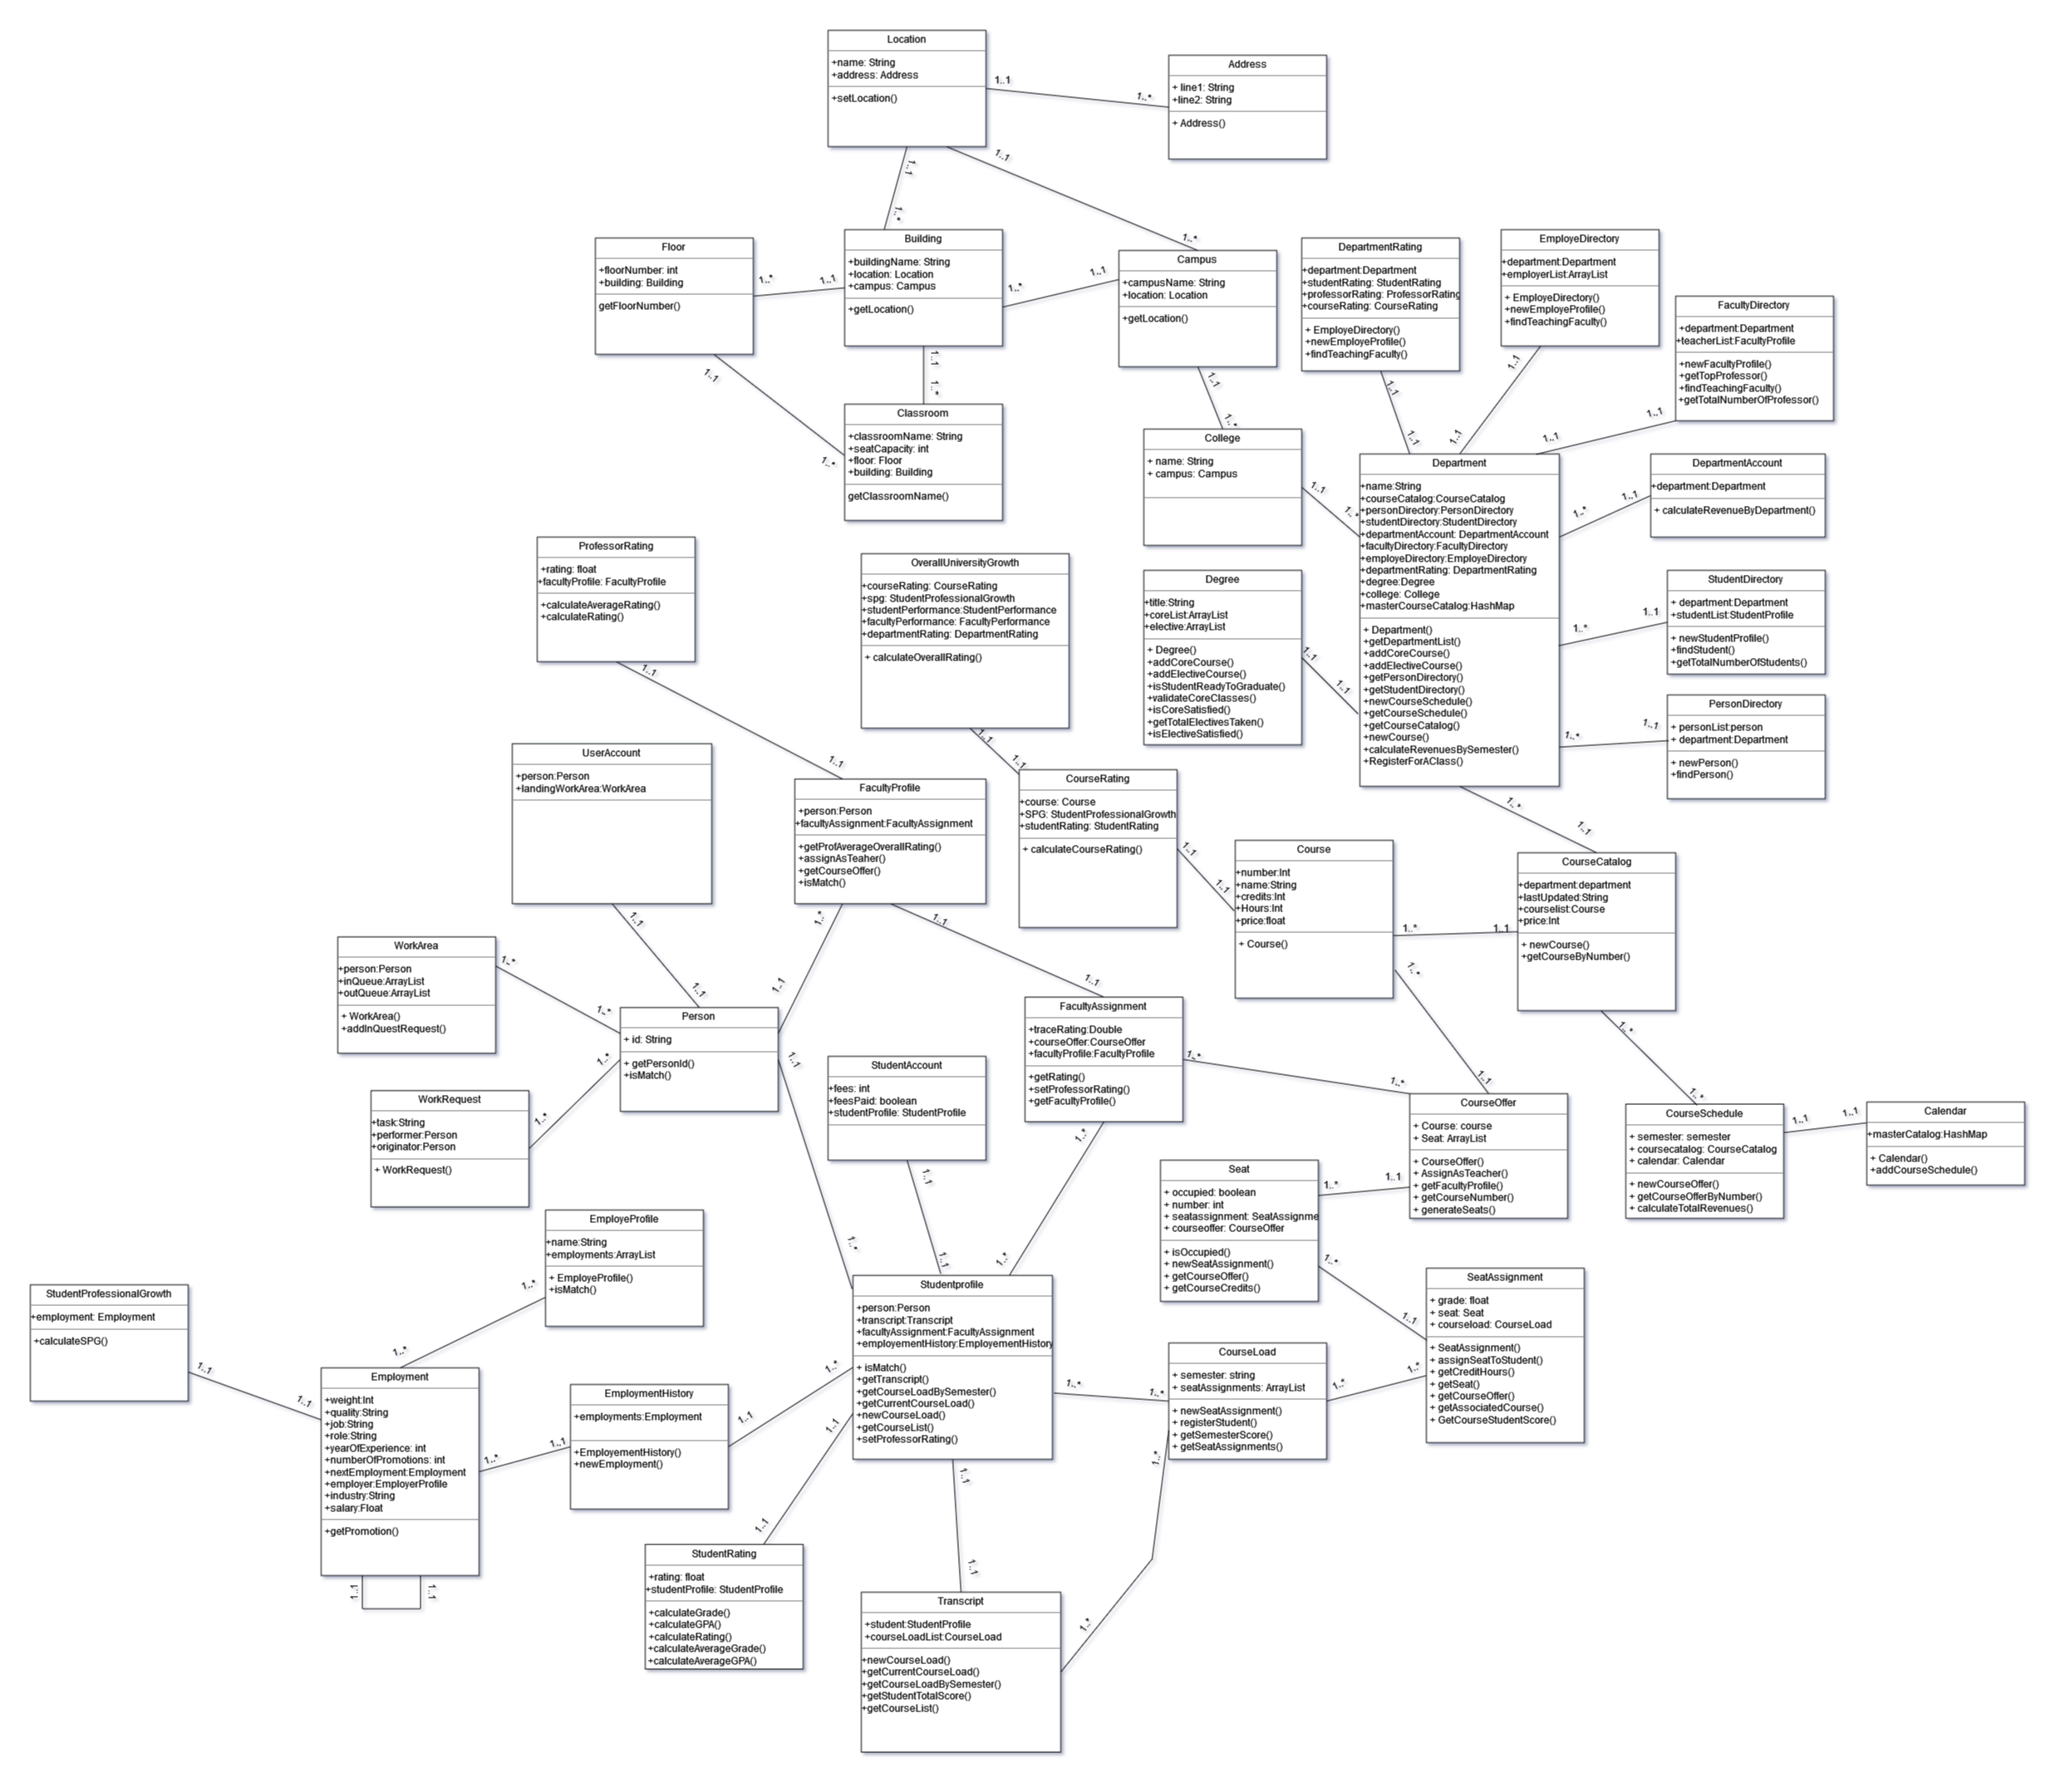 Location
+name: String
+address: Address
+setLocation()
1..1
1..*
Address
+ line1: String
+line2: String
+ Address()
1..1
1..*
1..1
1..*
Floor
+floorNumber: int
+building: Building
getFloorNumber()
1..*
1..1
Building
+buildingName: String
+location: Location
+campus: Campus
+getLocation()
1..*
1..1
Campus
+campusName: String
+location: Location
+getLocation()
DepartmentRating
+department:Department
+studentRating: StudentRating
+professorRating: ProfessorRating
+courseRating: CourseRating
+ EmployeDirectory()
+newEmployeProfile()
+findTeachingFaculty()
EmployeDirectory
+department:Department
+employerList:ArrayList
+ EmployeDirectory()
+newEmployeProfile()
+findTeachingFaculty()
FacultyDirectory
+department:Department
+teacherList:FacultyProfile
+newFacultyProfile()
+getTopProfessor()
+findTeachingFaculty()
+getTotalNumberOfProfessor()
1..1
1..*
1..1
1..*
1..1
1..*
1..1
1..1
1..1
1..1
1..1
1..1
Classroom
+classroomName: String
+seatCapacity: int
+floor: Floor
+building: Building
getClassroomName()
College
+ name: String
+ campus: Campus
1..1
1..*
Department
+name:String
+courseCatalog:CourseCatalog
+personDirectory:PersonDirectory
+studentDirectory:StudentDirectory
+departmentAccount: DepartmentAccount
+facultyDirectory:FacultyDirectory
+employeDirectory:EmployeDirectory
+departmentRating: DepartmentRating
+degree:Degree
+college: College
+masterCourseCatalog:HashMap
+ Department()
+getDepartmentList()
+addCoreCourse()
+addElectiveCourse()
+getPersonDirectory()
+getStudentDirectory()
+newCourseSchedule()
+getCourseSchedule()
+getCourseCatalog()
+newCourse()
+calculateRevenuesBySemester()
+RegisterForAClass()
DepartmentAccount
+department:Department
+ calculateRevenueByDepartment()
1..*
1..1
StudentDirectory
+ department:Department
+studentList:StudentProfile
+ newStudentProfile()
+findStudent()
+getTotalNumberOfStudents()
1..*
1..1
PersonDirectory
+ personList:person
+ department:Department
+ newPerson()
+findPerson()
1..*
1..1
ProfessorRating
+rating: float
+facultyProfile: FacultyProfile
+calculateAverageRating()
+calculateRating()
1..1
1..1
OverallUniversityGrowth
+courseRating: CourseRating
+spg: StudentProfessionalGrowth
+studentPerformance:StudentPerformance
+facultyPerformance: FacultyPerformance
+departmentRating: DepartmentRating
+ calculateOverallRating()
1..1
1..1
Degree
+title:String
+coreList:ArrayList
+elective:ArrayList
+ Degree()
+addCoreCourse()
+addElectiveCourse()
+isStudentReadyToGraduate()
+validateCoreClasses()
+isCoreSatisfied()
+getTotalElectivesTaken()
+isElectiveSatisfied()
1..1
1..1
UserAccount
+person:Person
+landingWorkArea:WorkArea
1..1
1..1
FacultyProfile
+person:Person
+facultyAssignment:FacultyAssignment
+getProfAverageOverallRating()
+assignAsTeaher()
+getCourseOffer()
+isMatch()
1..*
1..1
1..1
1..1
CourseRating
+course: Course
+SPG: StudentProfessionalGrowth
+studentRating: StudentRating
+ calculateCourseRating()
1..1
1..1
Course
+number:Int
+name:String
+credits:Int
+Hours:Int
+price:float
+ Course()
1..*
1..1
1..*
1..1
CourseCatalog
+department:department
+lastUpdated:String
+courselist:Course
+price:Int
+ newCourse()
+getCourseByNumber()
1..*
1..1
1..*
1..*
WorkArea
+person:Person
+inQueue:ArrayList
+outQueue:ArrayList
+ WorkArea()
+addInQuestRequest()
1..*
1..*
Person
+ id: String
+ getPersonId()
+isMatch()
1..1
1..*
WorkRequest
+task:String
+performer:Person
+originator:Person
+ WorkRequest()
1..*
1..*
StudentAccount
+fees: int
+feesPaid: boolean
+studentProfile: StudentProfile
1..1
1..1
FacultyAssignment
+traceRating:Double
+courseOffer:CourseOffer
+facultyProfile:FacultyProfile
+getRating()
+setProfessorRating()
+getFacultyProfile()
1..*
1..*
1..*
1..*
CourseOffer
+ Course: course
+ Seat: ArrayList
+ CourseOffer()
+ AssignAsTeacher()
+ getFacultyProfile()
+ getCourseNumber()
+ generateSeats()
CourseSchedule
+ semester: semester
+ coursecatalog: CourseCatalog
+ calendar: Calendar
+ newCourseOffer()
+ getCourseOfferByNumber()
+ calculateTotalRevenues()
1..1
1..1
Calendar
+masterCatalog:HashMap
+ Calendar()
+addCourseSchedule()
Seat
+ occupied: boolean
+ number: int
+ seatassignment: SeatAssignme
+ courseoffer: CourseOffer
+ isOccupied()
+ newSeatAssignment()
+ getCourseOffer()
+ getCourseCredits()
1..*
1..1
1..*
1..1
EmployeProfile
+name:String
+employments:ArrayList
+ EmployeProfile()
+isMatch()
1..*
1..*
StudentProfessionalGrowth
+employment: Employment
+calculateSPG()
1..1
1..1
Studentprofile
+person:Person
+transcript:Transcript
+facultyAssignment:FacultyAssignment
+employementHistory:EmployementHistory
+ isMatch()
+getTranscript()
+getCourseLoadBySemester()
+getCurrentCourseLoad()
+newCourseLoad()
+getCourseList()
+setProfessorRating()
1..*
1..*
SeatAssignment
+ grade: float
+ seat: Seat
+ courseload: CourseLoad
+ SeatAssignment()
+ assignSeatToStudent()
+ getCreditHours()
+ getSeat()
+ getCourseOffer()
+ getAssociatedCourse()
+ GetCourseStudentScore()
CourseLoad
+ semester: string
+ seatAssignments: ArrayList
+ newSeatAssignment()
+ registerStudent()
+ getSemesterScore()
+ getSeatAssignments()
1..*
1..*
Employment
+weight:Int
+quality:String
+job:String
+role:String
+yearOfExperience: int
+numberOfPromotions: int
+nextEmployment:Employment
+employer:EmployerProfile
+industry:String
+salary:Float
+getPromotion()
1..1
1..1
1..*
1..1
EmploymentHistory
+employments:Employment
+EmployementHistory()
+newEmployment()
1..1
1..*
1..1
1..1
StudentRating
+rating: float
+studentProfile: StudentProfile
+calculateGrade()
+calculateGPA()
+calculateRating()
+calculateAverageGrade()
+calculateAverageGPA()
1..1
1..1
Transcript
+student:StudentProfile
+courseLoadList:CourseLoad
+newCourseLoad()
+getCurrentCourseLoad()
+getCourseLoadBySemester()
+getStudentTotalScore()
+getCourseList()
1..*
1..*